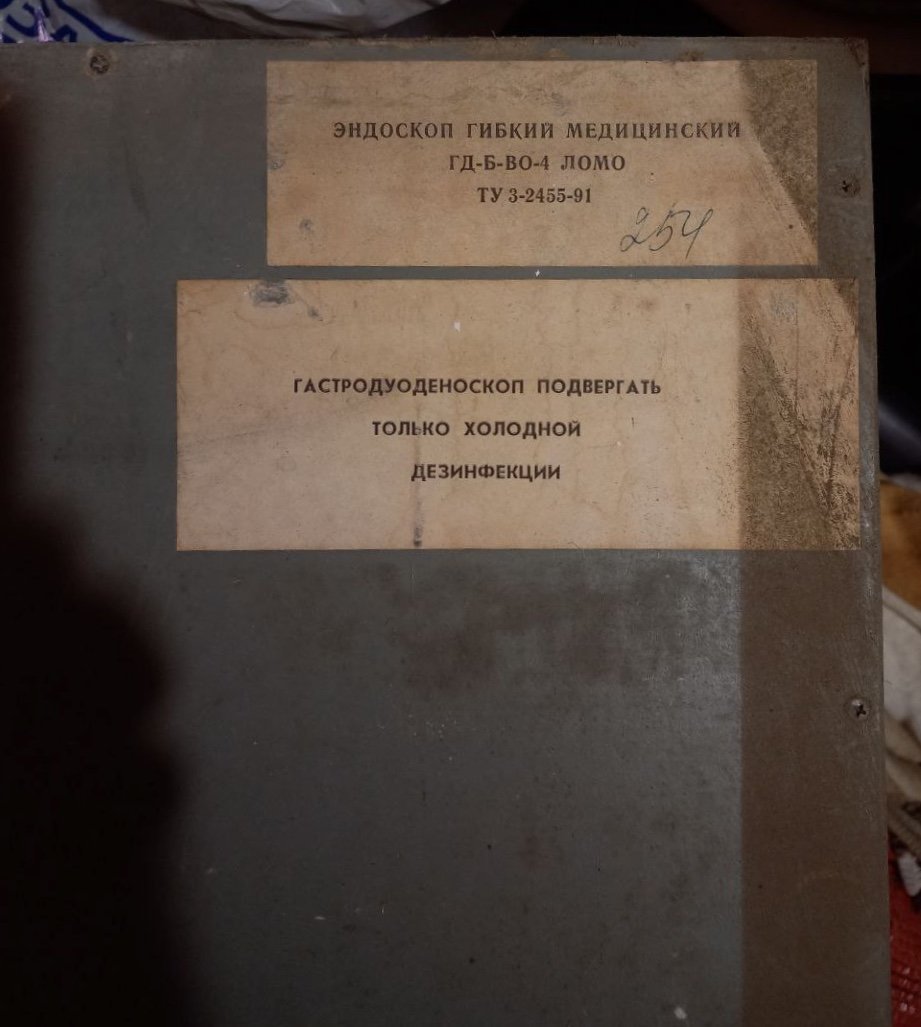 ЭНДОСКОП ГИБКИЙ МЕДИЦИНСКИЙ
ГД-Б-ВО-4 ЛОМО
ТУ 3-2455-91
254
ГАСТРОДУОДЕНОСКОП ПОДВЕРГАТЬ
ТОЛЬКО ХОЛОДНОЙ
ДЕЗИНФЕКЦИИ